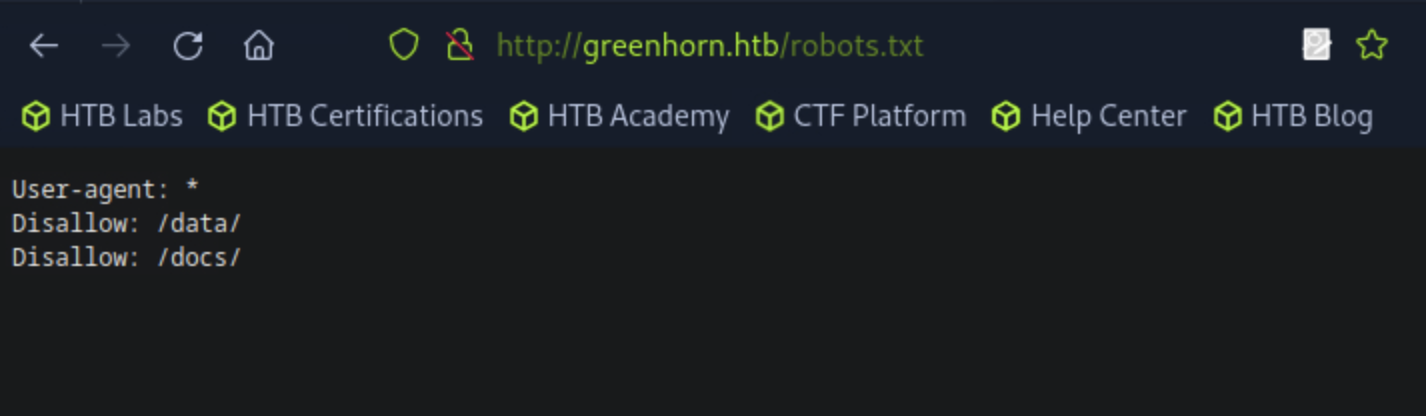 http://greenhorn.htb/robots.txt
HTB Labs HTB Certifications HTB Academy CTF Platform Help Center HTB Blog
User-agent: *
Disallow: /data/
Disallow: /docs/